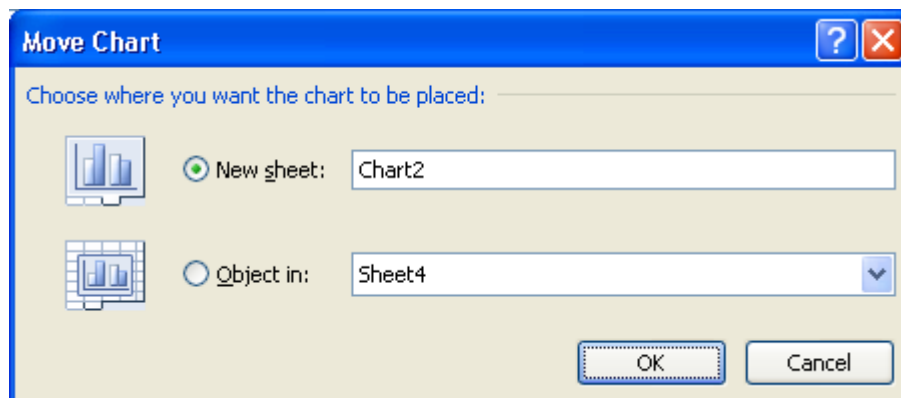 Move Chart
Choose where you want the chart to be placed:
New sheet: Chart2
Object in: Sheet4
OK Cancel